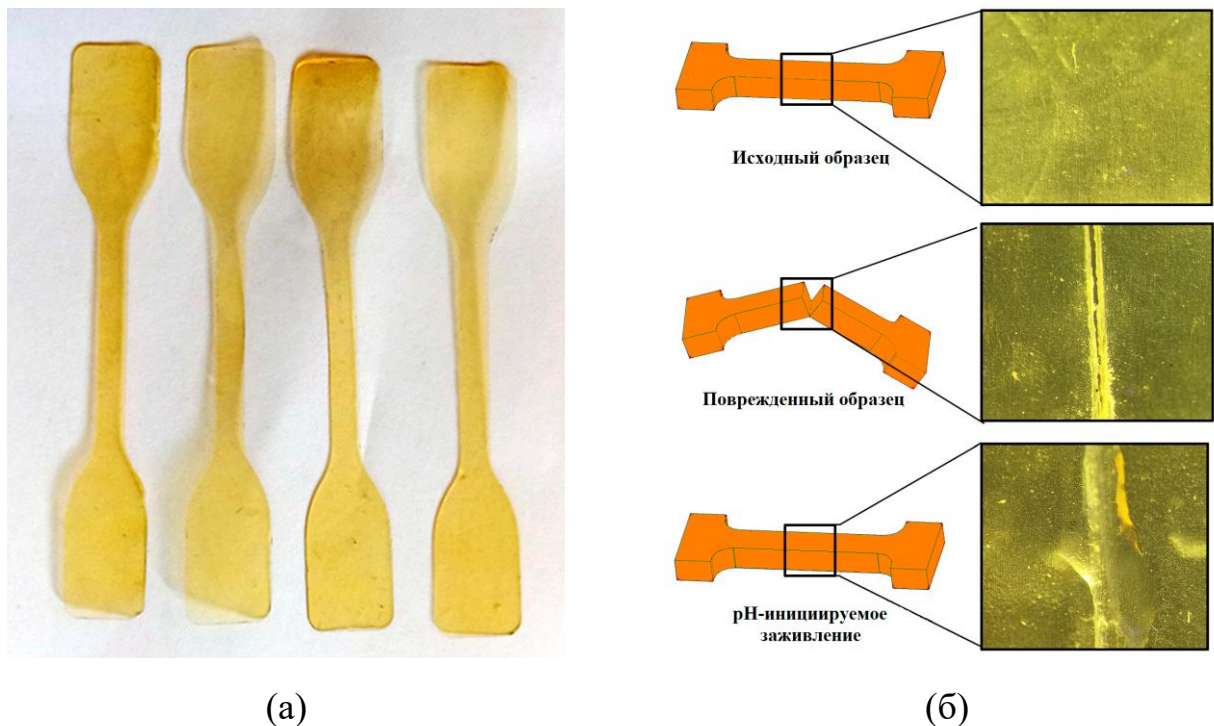 Исходный образец
Поврежденный образец
pH-инициируемое
заживление
(а)
(б)